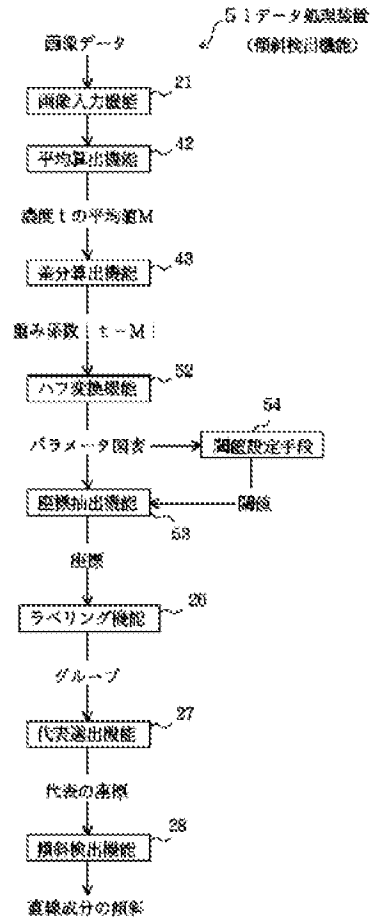 画像データ
51データ処理装置
(傾斜検出機能)
21
画像入力機能
42
平均算出機能
濃度tの平均値M
43
差分算出機能
重み係数|t-M|
52
ハフ変換機能
54
パラメータ画素
閾値設定手段
座標抽出機能
閾値
53
座標
26
ラベリング機能
グループ
27
代表選出機能
代表の座標
28
傾斜検出機能
直線成分の傾斜